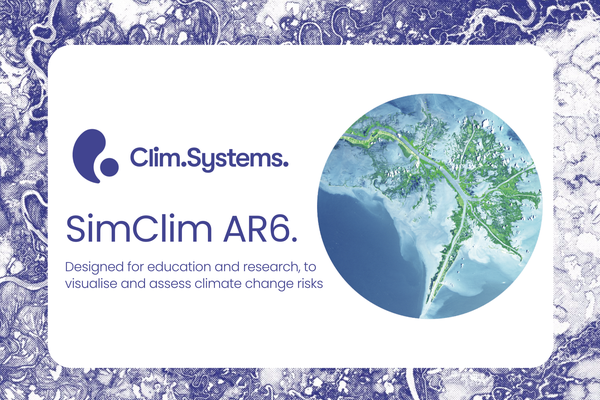 Clim.Systems.
SimClim AR6.
Designed for education and research, to
visualise and assess climate change risks